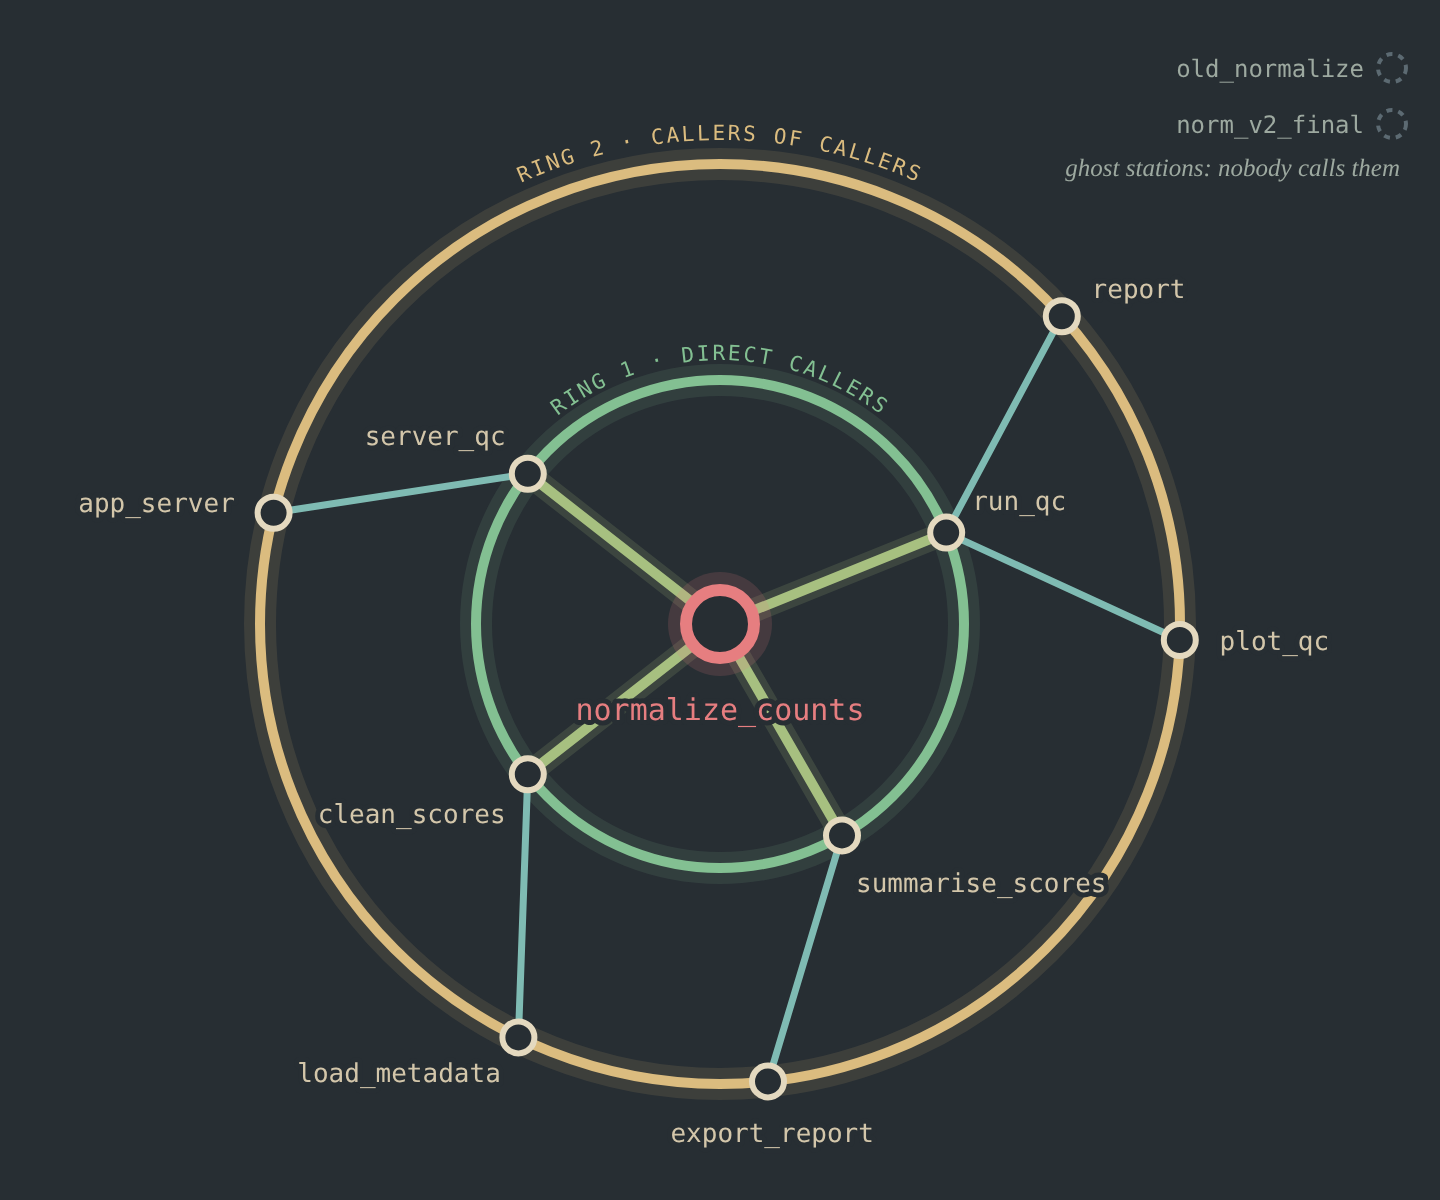 old_normalize
norm_v2_final
ghost stations: nobody calls them
RING 2 · CALLERS OF CALLERS
report
RING 1 · DIRECT CALLERS
server_qc
app_server
run_qc
plot_qc
normalize_counts
clean_scores
summarise_scores
load_metadata
export_report